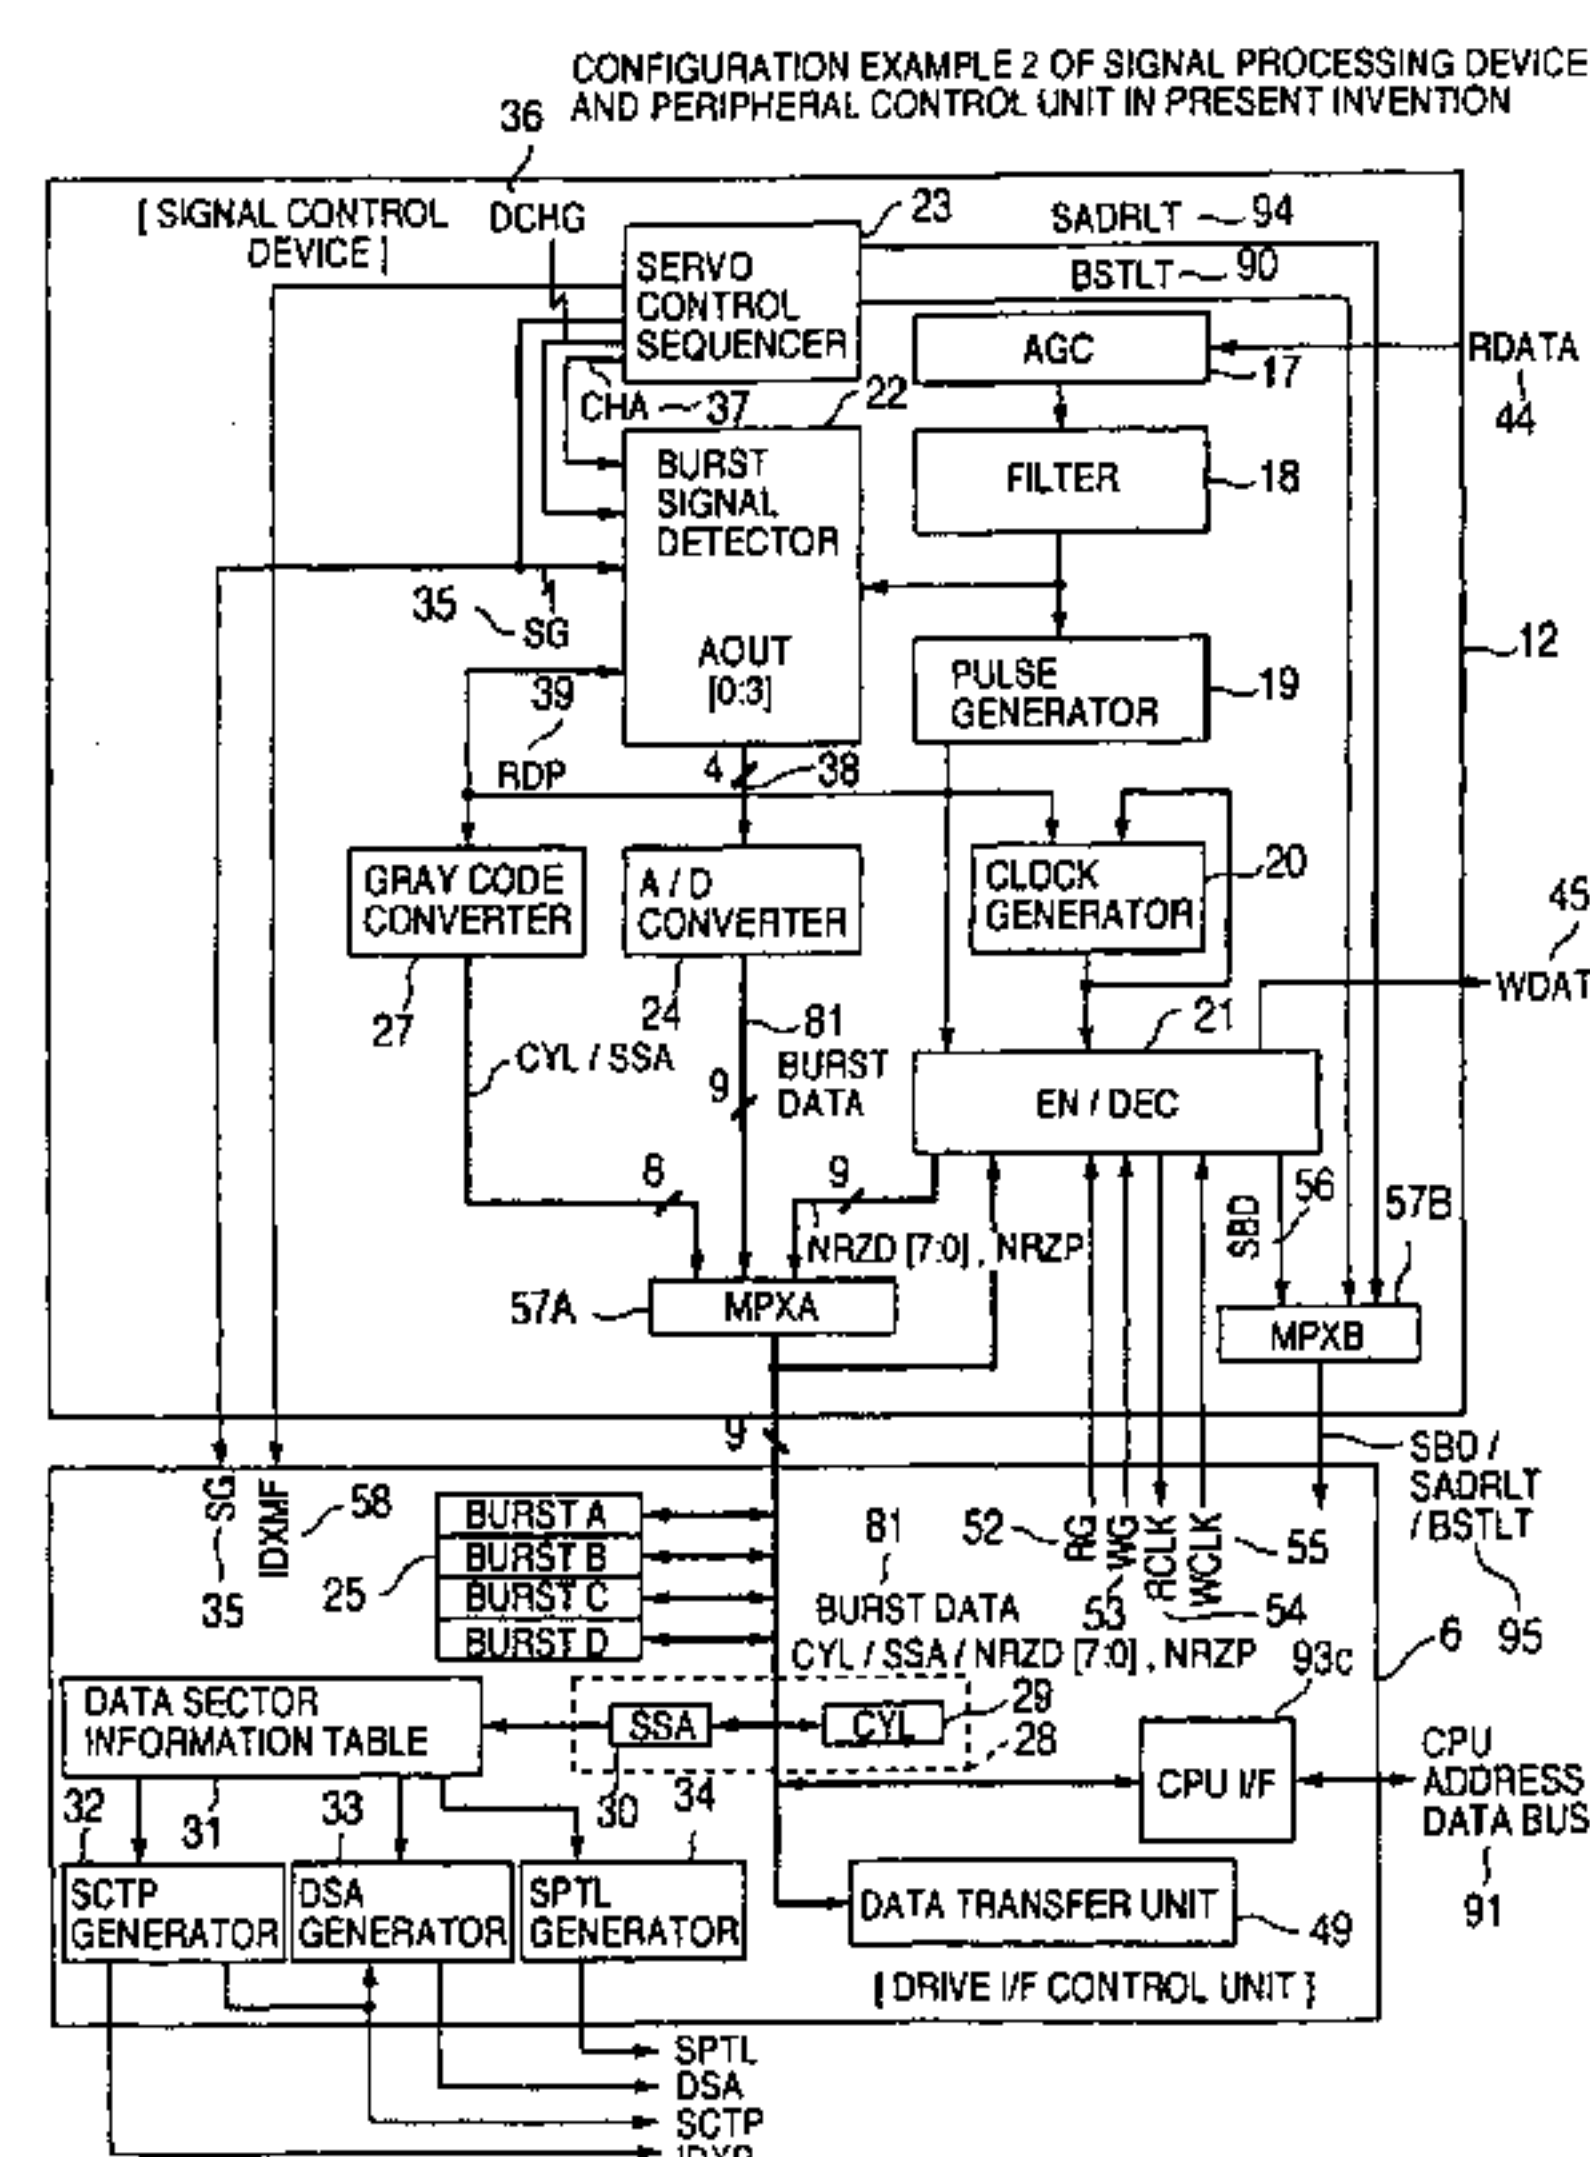 CONFIGURATION EXAMPLE 2 OF SIGNAL PROCESSING DEVICE
AND PERIPHERAL CONTROL UNIT IN PRESENT INVENTION
36
[ SIGNAL CONTROL
DEVICE ]
DCHG
23
SADRLT 94
BSTLT 90
SERVO
CONTROL
SEQUENCER
AGC
17
RDATA
44
CHA 37
22
BURST
SIGNAL
DETECTOR
AOUT
[0:3]
FILTER
18
35
SG
12
39
RDP
PULSE
GENERATOR
19
4
38
GRAY CODE
CONVERTER
27
A / D
CONVERTER
24
CLOCK
GENERATOR
20
45
WDAT
CYL / SSA
81
BURST
DATA
9
21
EN / DEC
8
9
NRZD [7:0] , NRZP
SBD
56
57B
57A
MPXA
MPXB
9
SBD /
SADRLT
/ BSTLT
95
SG
35
IDXMF
58
BURST A
BURST B
BURST C
BURST D
25
81
BURST DATA
CYL / SSA / NRZD [7:0] , NRZP
52
RG
WG
53
RCLK
54
WCLK
55
6
93c
DATA SECTOR
INFORMATION TABLE
31
SSA
30
CYL
29
28
CPU I/F
CPU
ADDRESS
DATA BUS
91
32
33
34
SCTP
GENERATOR
DSA
GENERATOR
SPTL
GENERATOR
DATA TRANSFER UNIT
49
[ DRIVE I/F CONTROL UNIT ]
SPTL
DSA
SCTP